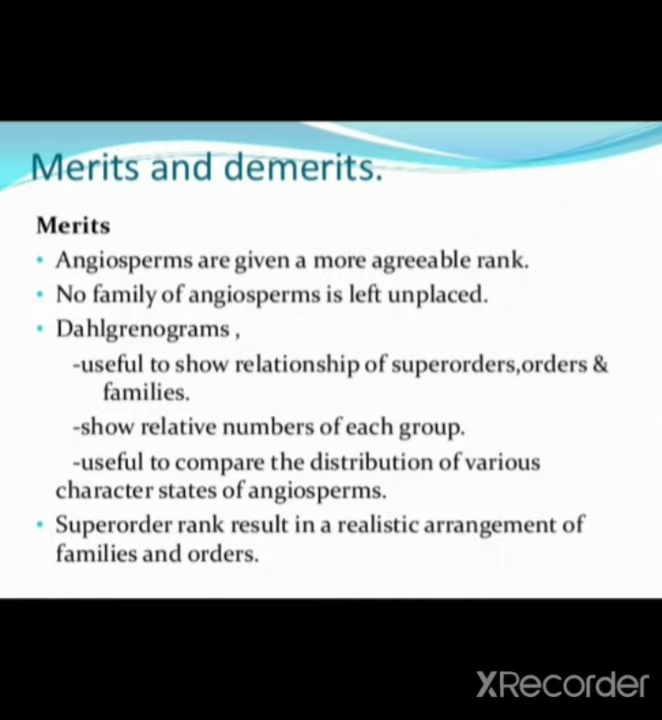 Merits and demerits.
Merits
• Angiosperms are given a more agreeable rank.
• No family of angiosperms is left unplaced.
• Dahlgrenograms ,
-useful to show relationship of superorders,orders &
families.
-show relative numbers of each group.
-useful to compare the distribution of various
character states of angiosperms.
• Superorder rank result in a realistic arrangement of
families and orders.
XRecorder